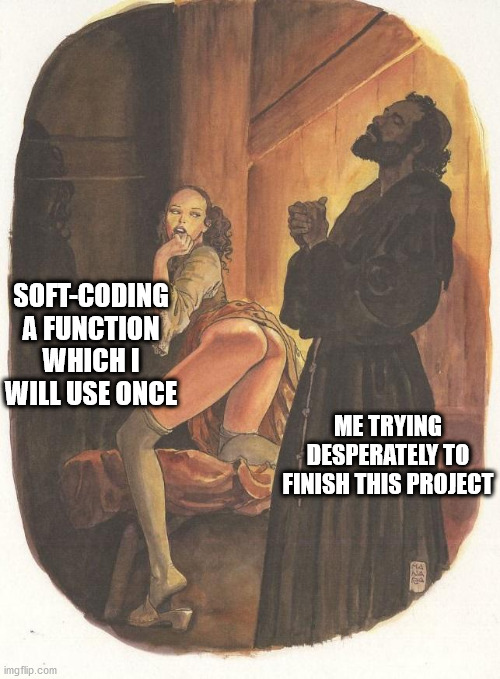 SOFT-CODING
A FUNCTION
WHICH I
WILL USE ONCE
ME TRYING
DESPERATELY TO
FINISH THIS PROJECT
imgflip.com